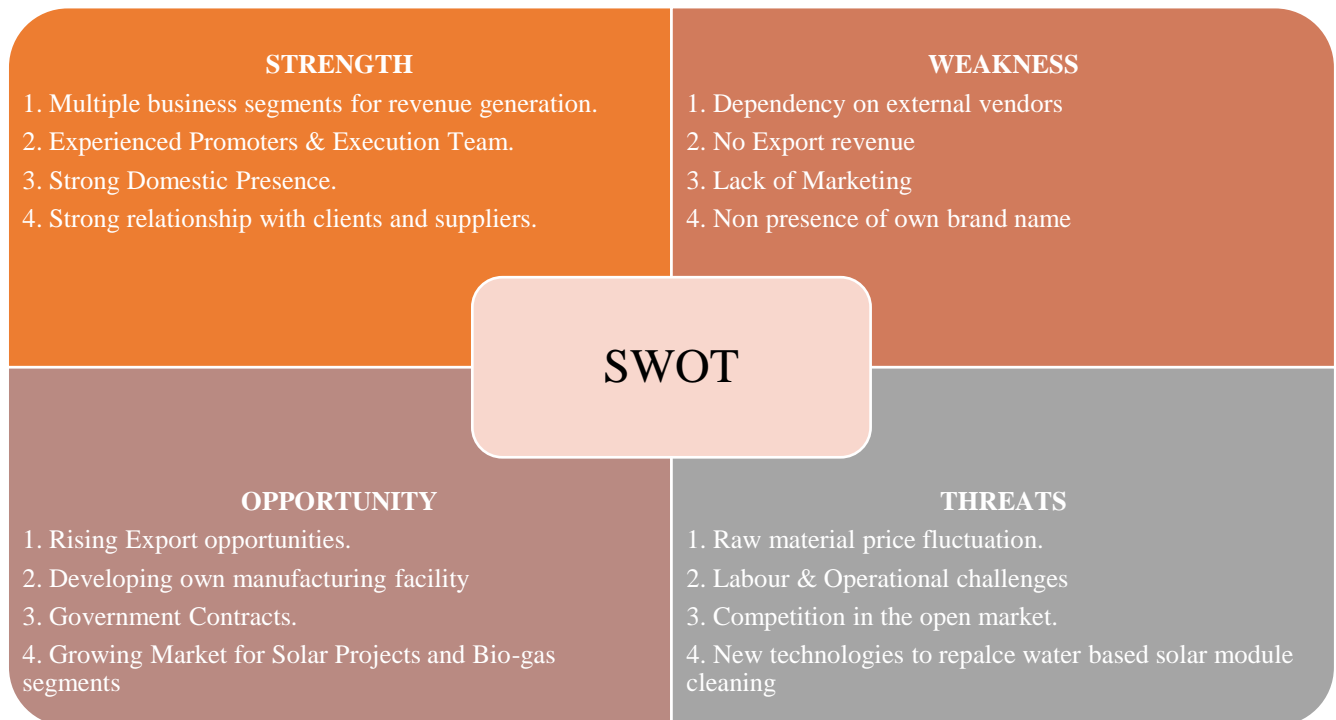 STRENGTH
1. Multiple business segments for revenue generation.
2. Experienced Promoters & Execution Team.
3. Strong Domestic Presence.
4. Strong relationship with clients and suppliers.
WEAKNESS
1. Dependency on external vendors
2. No Export revenue
3. Lack of Marketing
4. Non presence of own brand name
SWOT
OPPORTUNITY
1. Rising Export opportunities.
2. Developing own manufacturing facility
3. Government Contracts.
4. Growing Market for Solar Projects and Bio-gas
segments
THREATS
1. Raw material price fluctuation.
2. Labour & Operational challenges
3. Competition in the open market.
4. New technologies to repalce water based solar module
cleaning